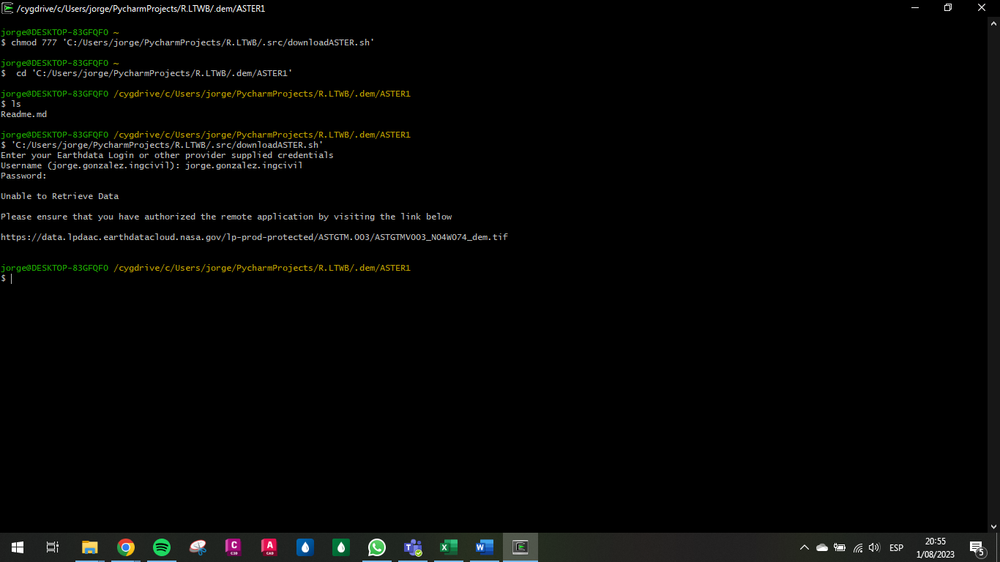 /cygdrive/c/Users/jorge/PycharmProjects/R.LTWB/.dem/ASTER1
jorge@DESKTOP-83GFQFO ~
$ chmod 777 'C:/Users/jorge/PycharmProjects/R.LTWB/.src/downloadASTER.sh'
jorge@DESKTOP-83GFQFO ~
$  cd 'C:/Users/jorge/PycharmProjects/R.LTWB/.dem/ASTER1'
jorge@DESKTOP-83GFQFO /cygdrive/c/Users/jorge/PycharmProjects/R.LTWB/.dem/ASTER1
$ ls
Readme.md
jorge@DESKTOP-83GFQFO /cygdrive/c/Users/jorge/PycharmProjects/R.LTWB/.dem/ASTER1
$ 'C:/Users/jorge/PycharmProjects/R.LTWB/.src/downloadASTER.sh'
Enter your Earthdata Login or other provider supplied credentials
Username (jorge.gonzalez.ingcivil): jorge.gonzalez.ingcivil
Password:
Unable to Retrieve Data
Please ensure that you have authorized the remote application by visiting the link below
https://data.lpdaac.earthdatacloud.nasa.gov/lp-prod-protected/ASTGTM.003/ASTGTMV003_N04W074_dem.tif
jorge@DESKTOP-83GFQFO /cygdrive/c/Users/jorge/PycharmProjects/R.LTWB/.dem/ASTER1
$
C
C3D
A
CAD
ESP
20:55
1/08/2023
5